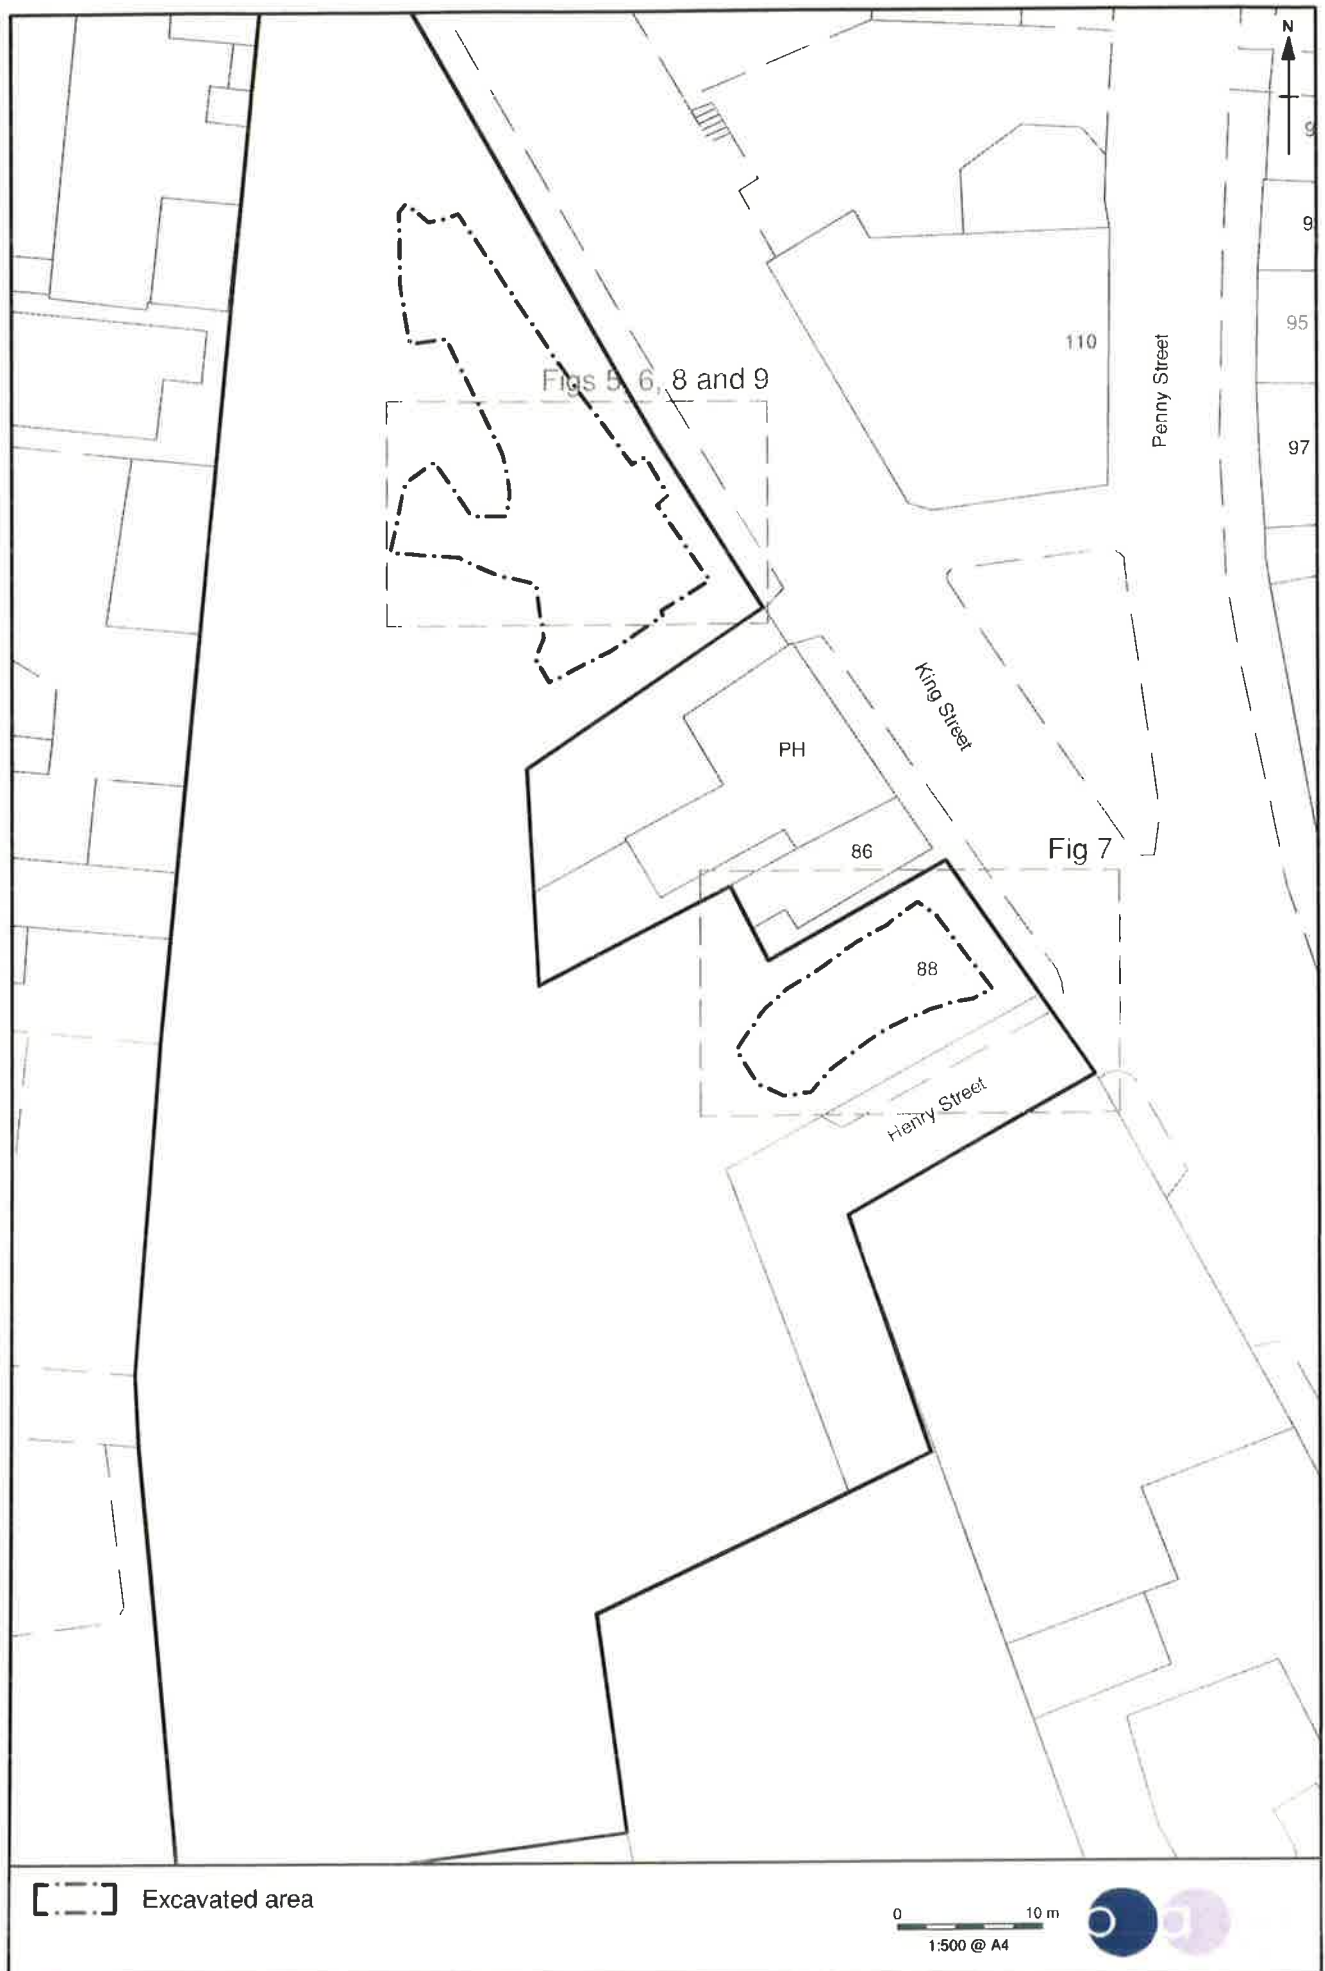 N
9
9
95
97
110
Penny Street
Figs 5, 6, 8 and 9
King Street
PH
86
Fig 7
88
Henry Street
Excavated area
0 10 m
1:500 @ A4
oa